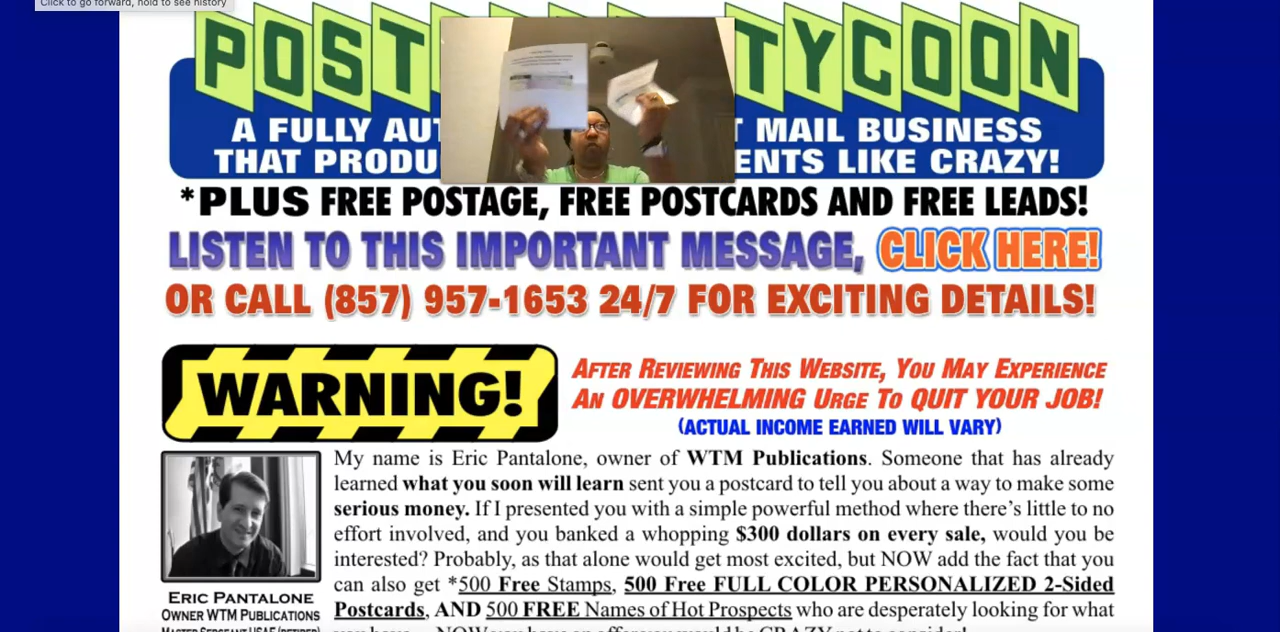 Click to go forward, hold to see history
POST TYCOON
A FULLY AUT T MAIL BUSINESS
THAT PRODU ENTS LIKE CRAZY!
*PLUS FREE POSTAGE, FREE POSTCARDS AND FREE LEADS!
LISTEN TO THIS IMPORTANT MESSAGE, CLICK HERE!
OR CALL (857) 957-1653 24/7 FOR EXCITING DETAILS!
WARNING!
AFTER REVIEWING THIS WEBSITE, YOU MAY EXPERIENCE
AN OVERWHELMING URGE TO QUIT YOUR JOB!
(ACTUAL INCOME EARNED WILL VARY)
My name is Eric Pantalone, owner of WTM Publications. Someone that has already
learned what you soon will learn sent you a postcard to tell you about a way to make some
serious money. If I presented you with a simple powerful method where there's little to no
effort involved, and you banked a whopping $300 dollars on every sale, would you be
interested? Probably, as that alone would get most excited, but NOW add the fact that you
can also get *500 Free Stamps, 500 Free FULL COLOR PERSONALIZED 2-Sided
Postcards, AND 500 FREE Names of Hot Prospects who are desperately looking for what
ERIC PANTALONE
OWNER WTM PUBLICATIONS